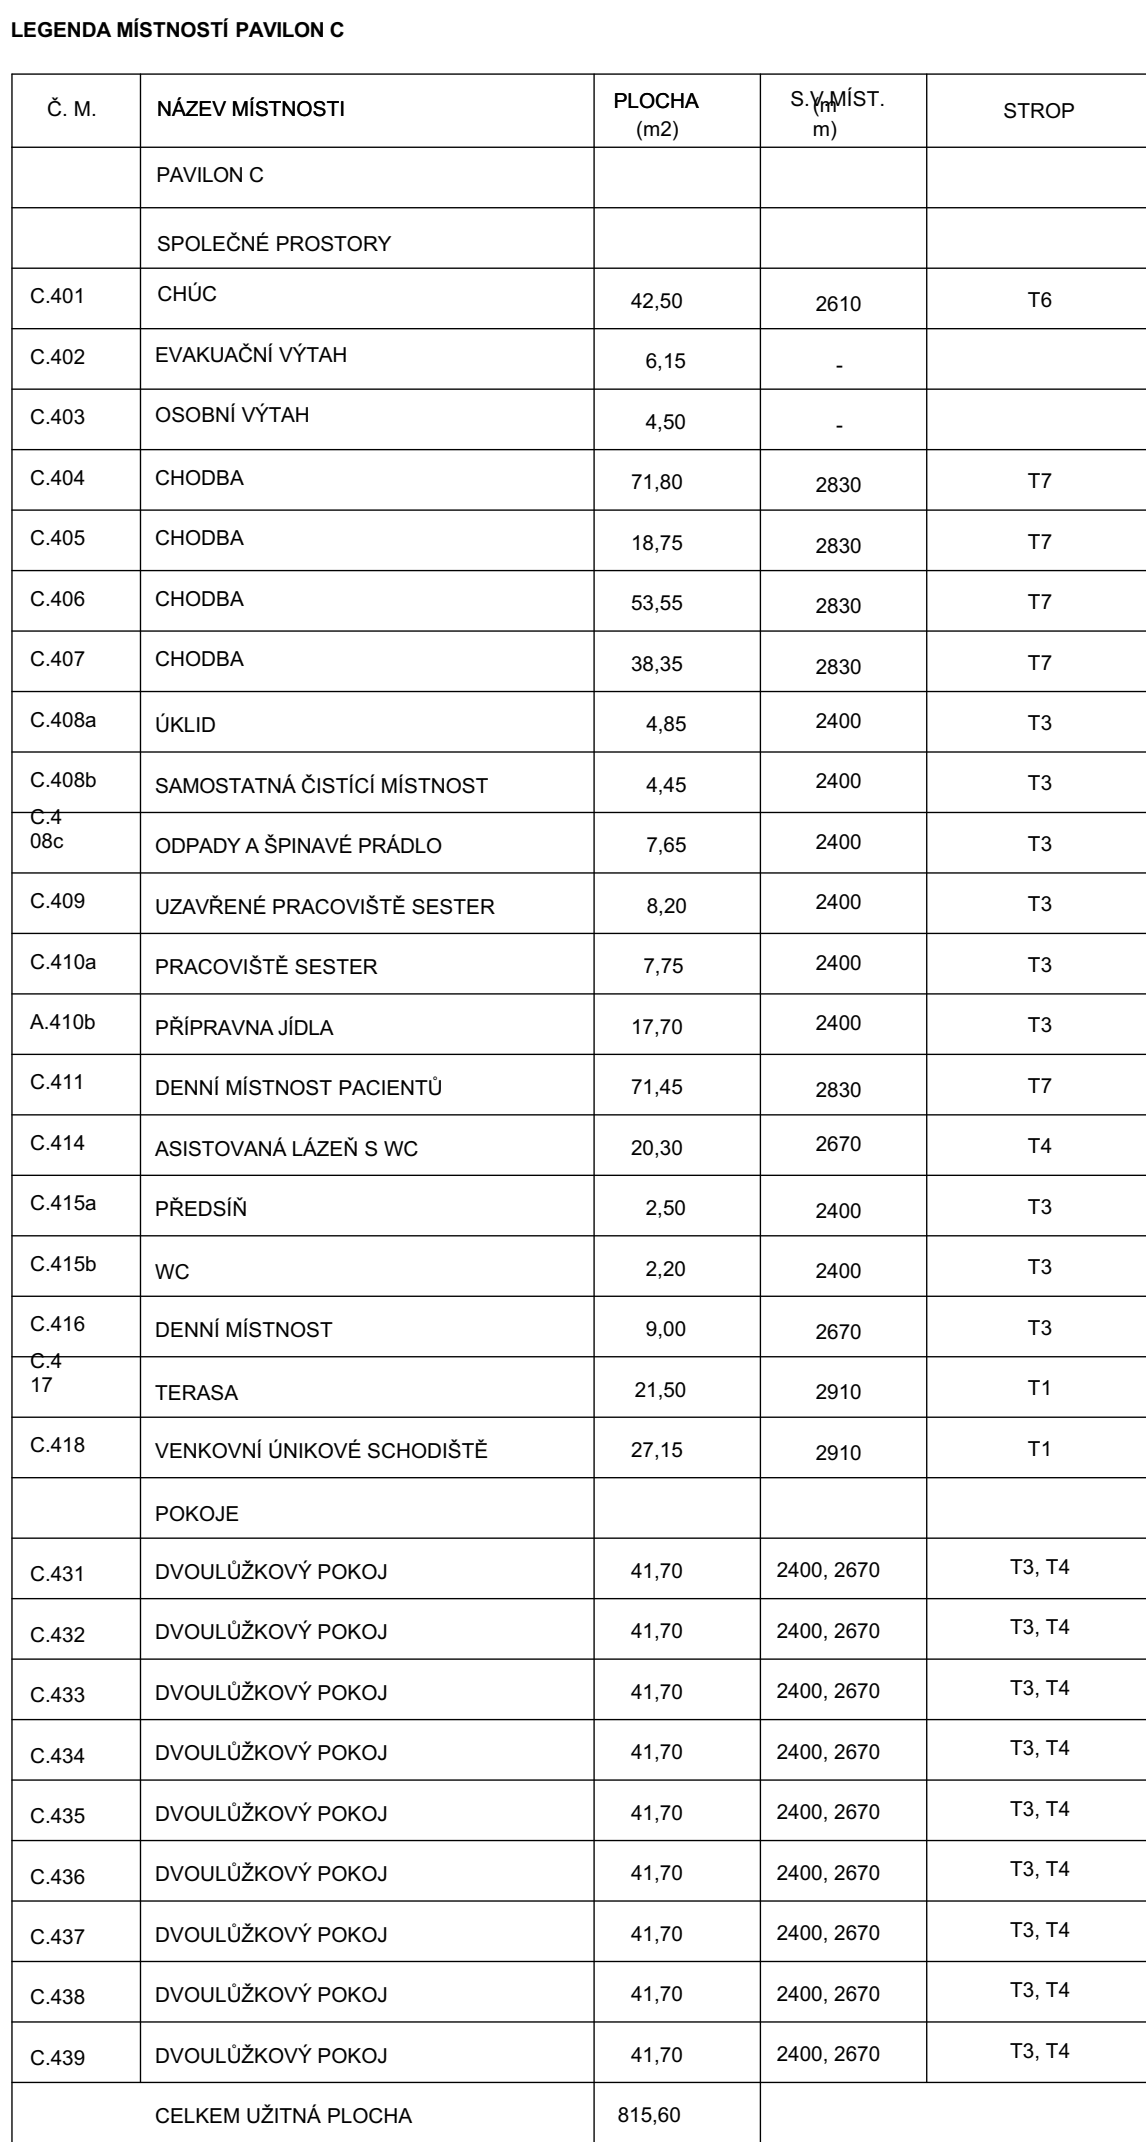 LEGENDA MÍSTNOSTÍ PAVILON C
Č. M. NÁZEV MÍSTNOSTI PLOCHA (m2) S.V.MÍST. (mm) STROP
PAVILON C
SPOLEČNÉ PROSTORY
C.401 CHÚC 42,50 2610 T6
C.402 EVAKUAČNÍ VÝTAH 6,15 -
C.403 OSOBNÍ VÝTAH 4,50 -
C.404 CHODBA 71,80 2830 T7
C.405 CHODBA 18,75 2830 T7
C.406 CHODBA 53,55 2830 T7
C.407 CHODBA 38,35 2830 T7
C.408a ÚKLID 4,85 2400 T3
C.408b SAMOSTATNÁ ČISTÍCÍ MÍSTNOST 4,45 2400 T3
C.408c ODPADY A ŠPINAVÉ PRÁDLO 7,65 2400 T3
C.409 UZAVŘENÉ PRACOVIŠTĚ SESTER 8,20 2400 T3
C.410a PRACOVIŠTĚ SESTER 7,75 2400 T3
A.410b PŘÍPRAVNA JÍDLA 17,70 2400 T3
C.411 DENNÍ MÍSTNOST PACIENTŮ 71,45 2830 T7
C.414 ASISTOVANÁ LÁZEŇ S WC 20,30 2670 T4
C.415a PŘEDSÍŇ 2,50 2400 T3
C.415b WC 2,20 2400 T3
C.416 DENNÍ MÍSTNOST 9,00 2670 T3
C.417 TERASA 21,50 2910 T1
C.418 VENKOVNÍ ÚNIKOVÉ SCHODIŠTĚ 27,15 2910 T1
POKOJE
C.431 DVOULŮŽKOVÝ POKOJ 41,70 2400, 2670 T3, T4
C.432 DVOULŮŽKOVÝ POKOJ 41,70 2400, 2670 T3, T4
C.433 DVOULŮŽKOVÝ POKOJ 41,70 2400, 2670 T3, T4
C.434 DVOULŮŽKOVÝ POKOJ 41,70 2400, 2670 T3, T4
C.435 DVOULŮŽKOVÝ POKOJ 41,70 2400, 2670 T3, T4
C.436 DVOULŮŽKOVÝ POKOJ 41,70 2400, 2670 T3, T4
C.437 DVOULŮŽKOVÝ POKOJ 41,70 2400, 2670 T3, T4
C.438 DVOULŮŽKOVÝ POKOJ 41,70 2400, 2670 T3, T4
C.439 DVOULŮŽKOVÝ POKOJ 41,70 2400, 2670 T3, T4
CELKEM UŽITNÁ PLOCHA 815,60